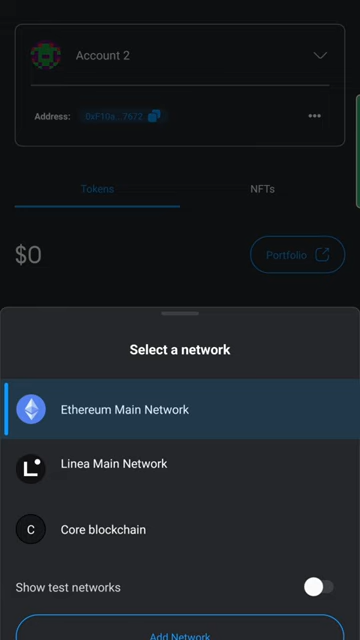 Account 2
Address: 0xF10a...7672
Tokens NFTs
$0 Portfolio
Select a network
Ethereum Main Network
Linea Main Network
C Core blockchain
Show test networks
Add Network